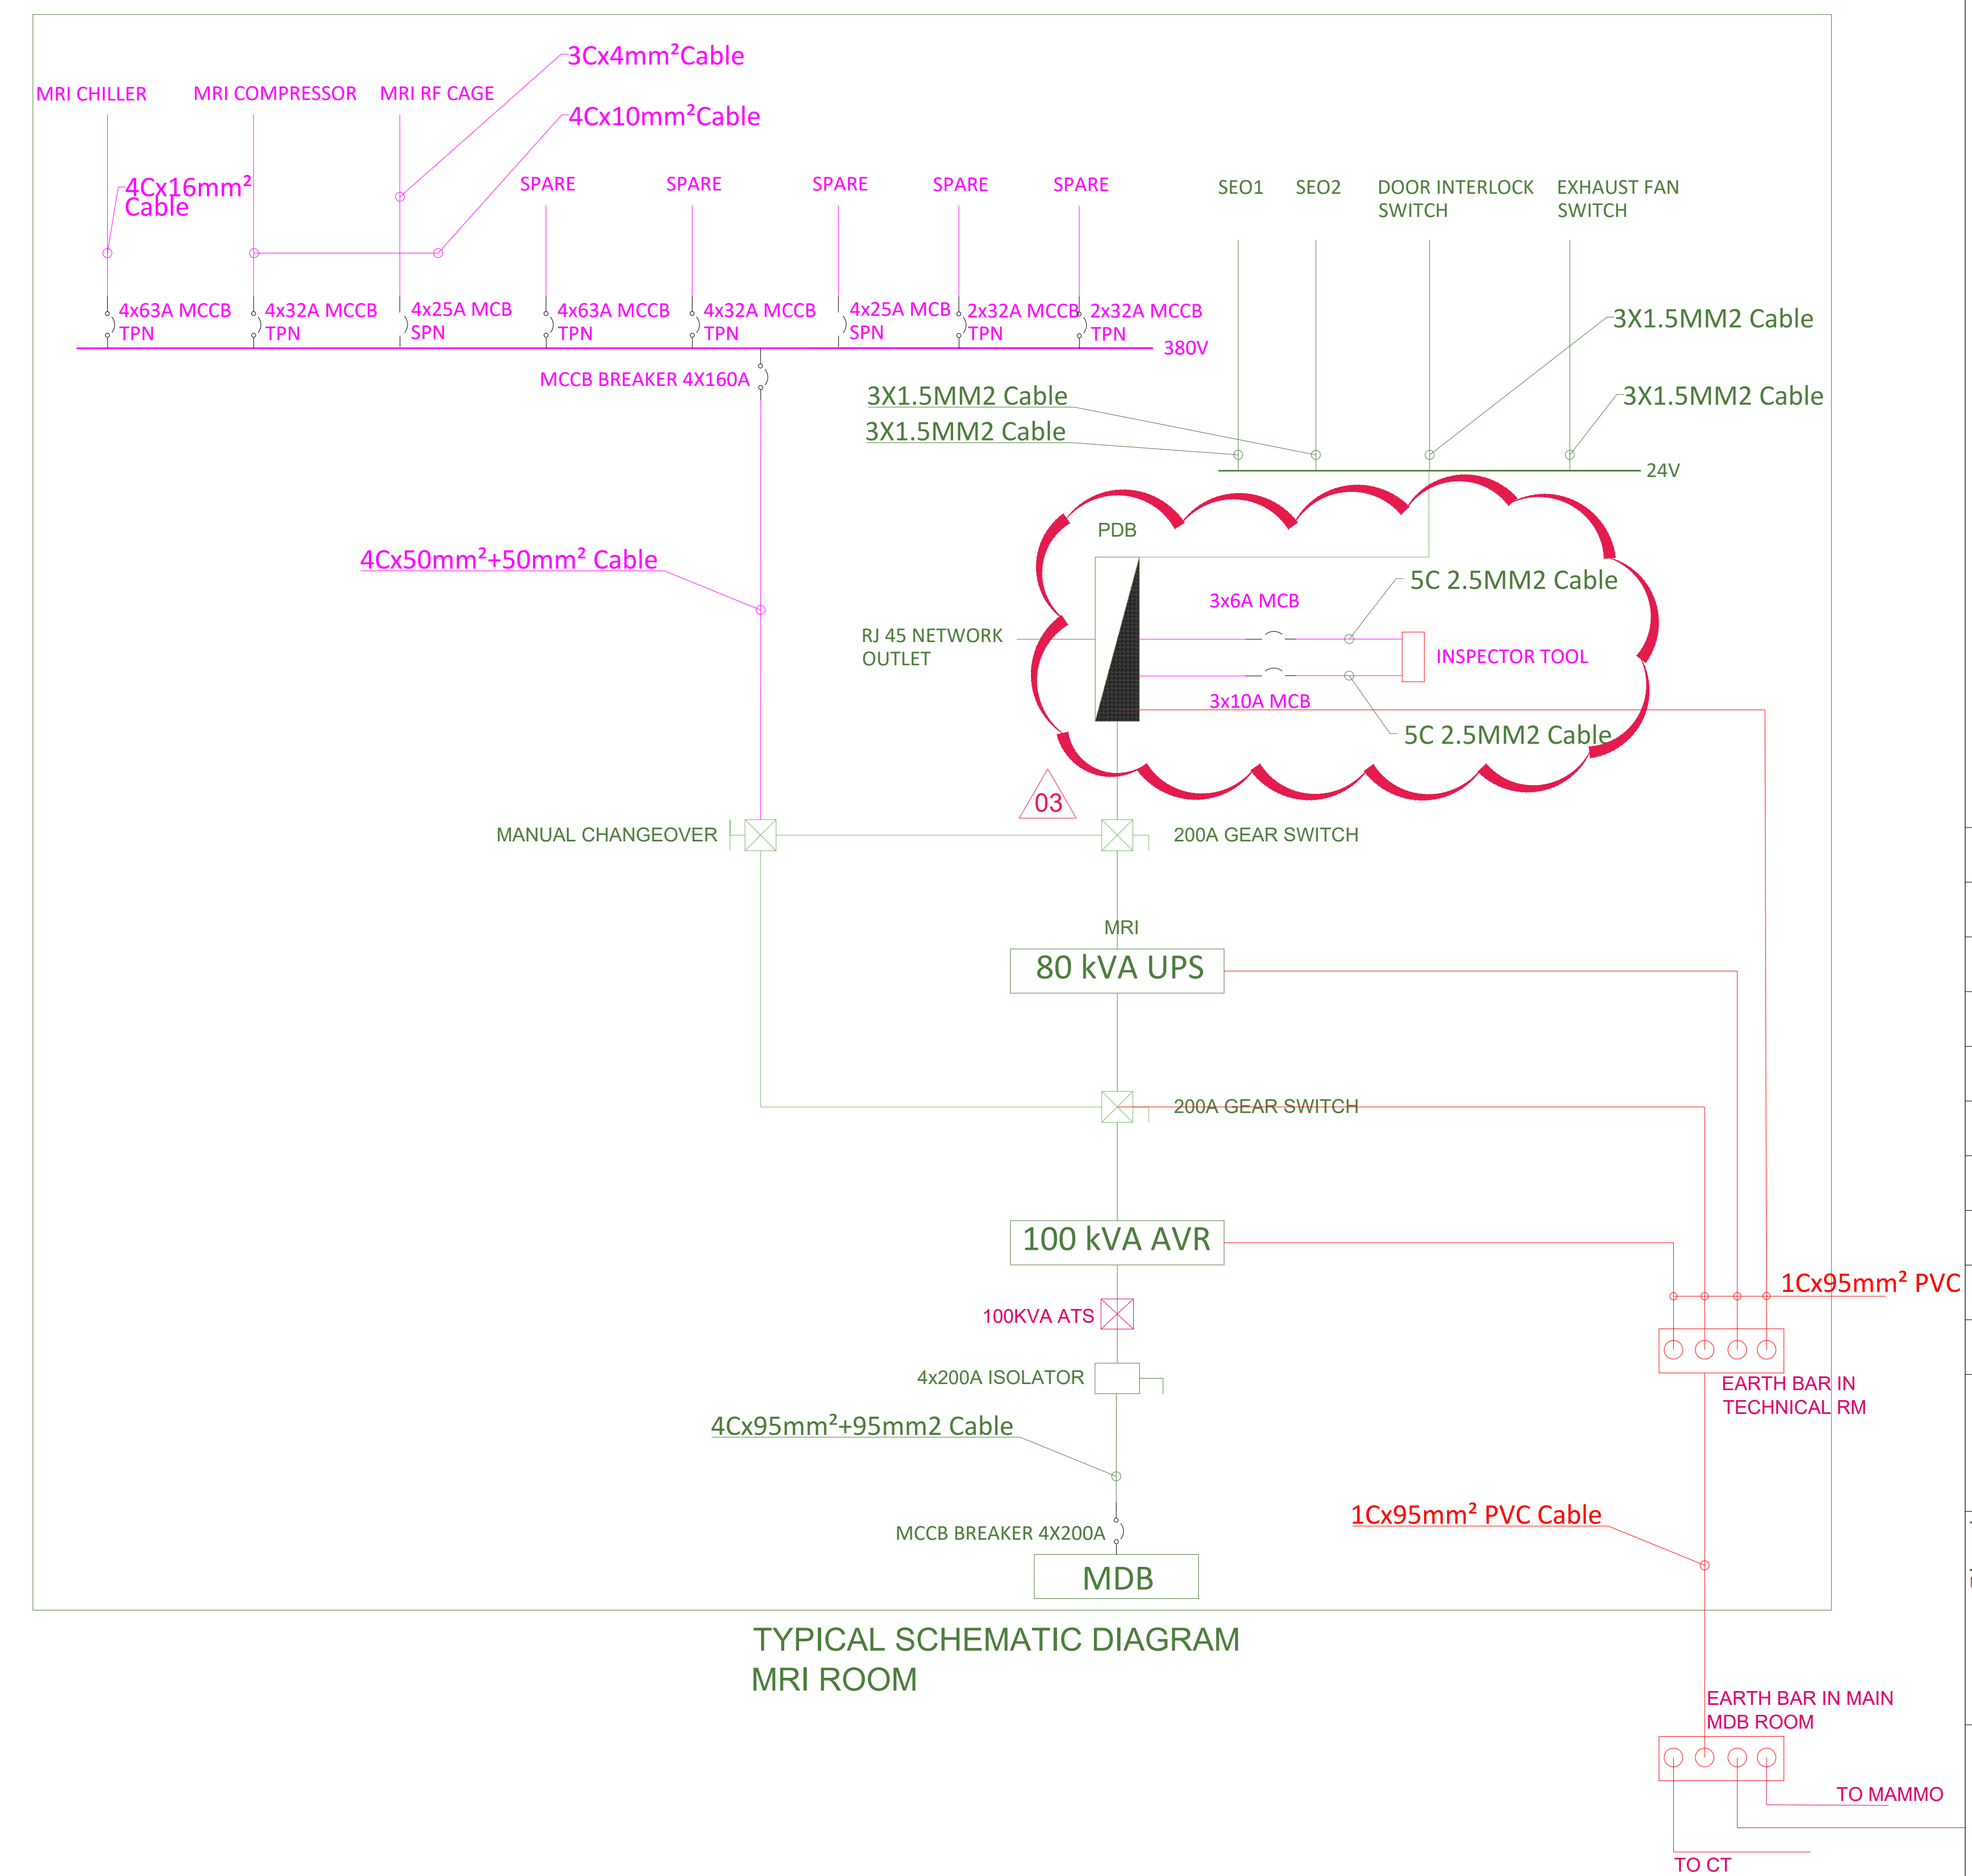 3Cx4mm²Cable
MRI CHILLER
MRI COMPRESSOR
MRI RF CAGE
4Cx10mm²Cable
4Cx16mm²
Cable
SPARE
SPARE
SPARE
SPARE
SPARE
SEO1
SEO2
DOOR INTERLOCK
SWITCH
EXHAUST FAN
SWITCH
4x63A MCCB
TPN
4x32A MCCB
TPN
4x25A MCB
SPN
4x63A MCCB
TPN
4x32A MCCB
TPN
4x25A MCB
SPN
2x32A MCCB
TPN
2x32A MCCB
TPN
380V
MCCB BREAKER 4X160A
3X1.5MM2 Cable
3X1.5MM2 Cable
3X1.5MM2 Cable
3X1.5MM2 Cable
24V
4Cx50mm²+50mm² Cable
PDB
5C 2.5MM2 Cable
3x6A MCB
RJ 45 NETWORK
OUTLET
INSPECTOR TOOL
3x10A MCB
5C 2.5MM2 Cable
03
MANUAL CHANGEOVER
200A GEAR SWITCH
MRI
80 kVA UPS
200A GEAR SWITCH
100 kVA AVR
1Cx95mm² PVC
100KVA ATS
4x200A ISOLATOR
EARTH BAR IN
TECHNICAL RM
4Cx95mm²+95mm2 Cable
1Cx95mm² PVC Cable
MCCB BREAKER 4X200A
MDB
TYPICAL SCHEMATIC DIAGRAM
MRI ROOM
EARTH BAR IN MAIN
MDB ROOM
TO MAMMO
TO CT